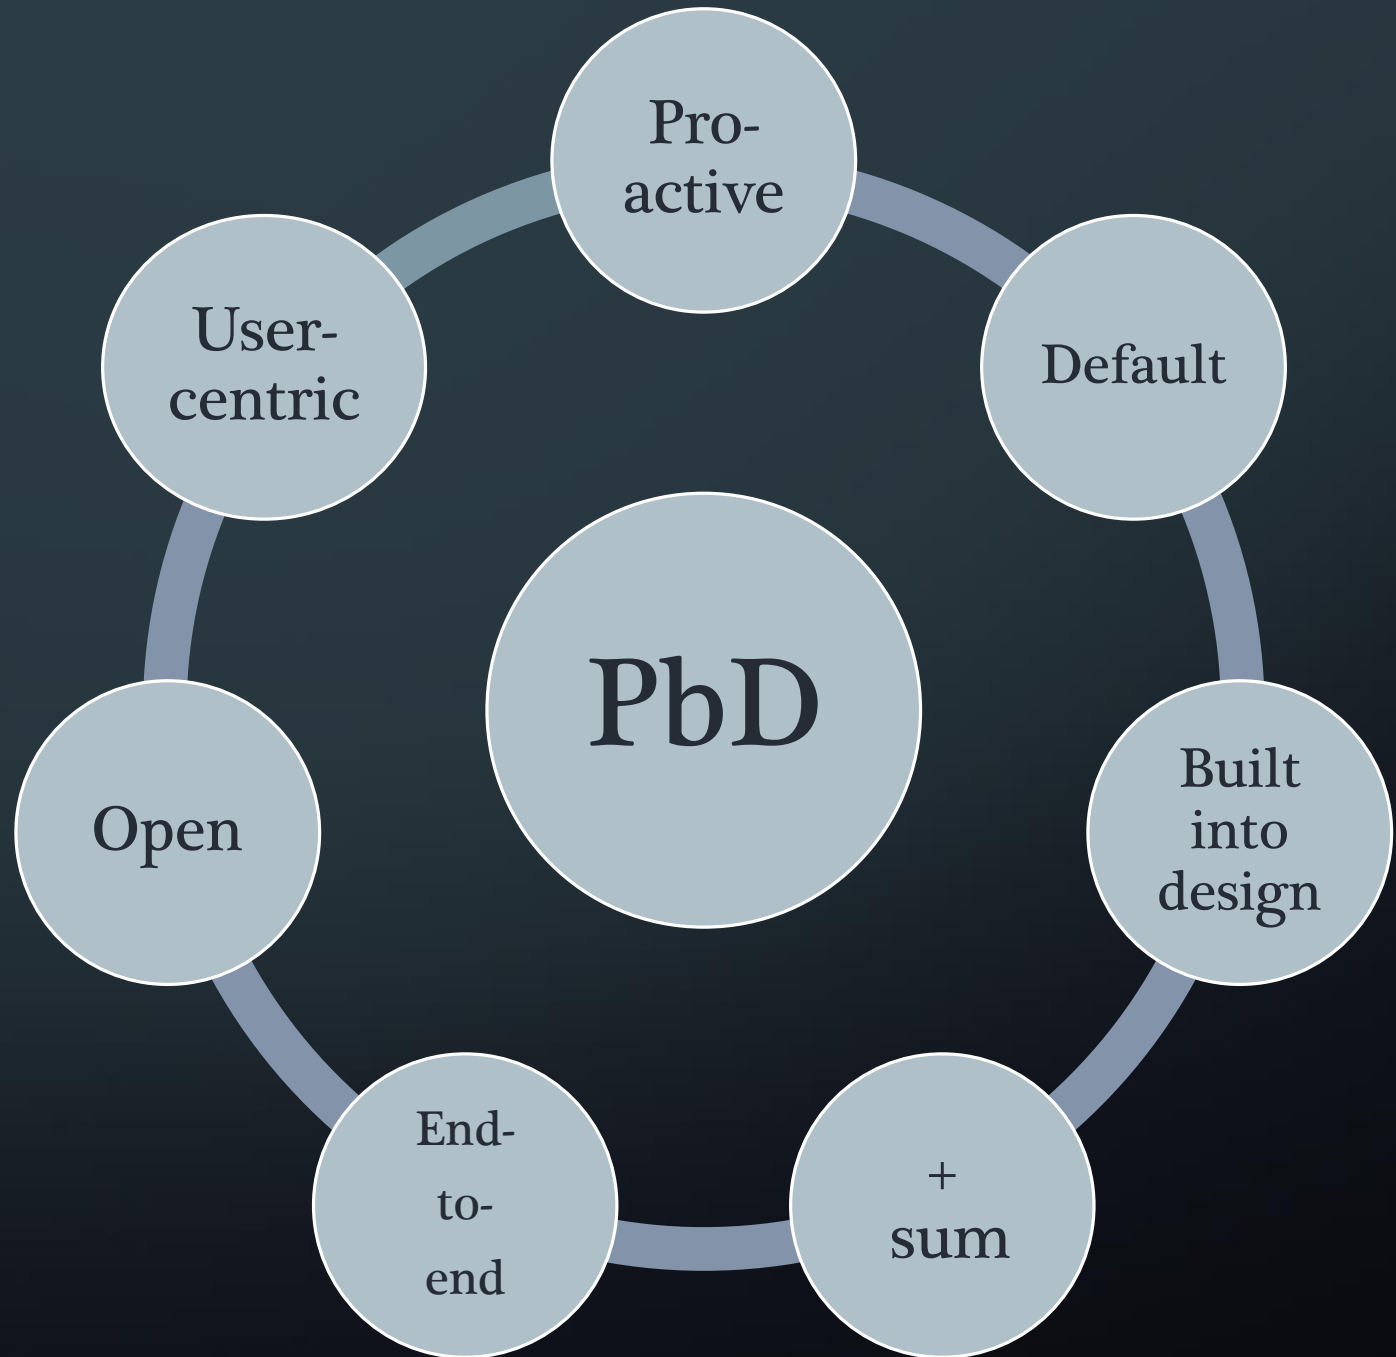 Pro-
active
Default
Built
into
design
+
sum
End-
to-
end
Open
User-
centric
PbD